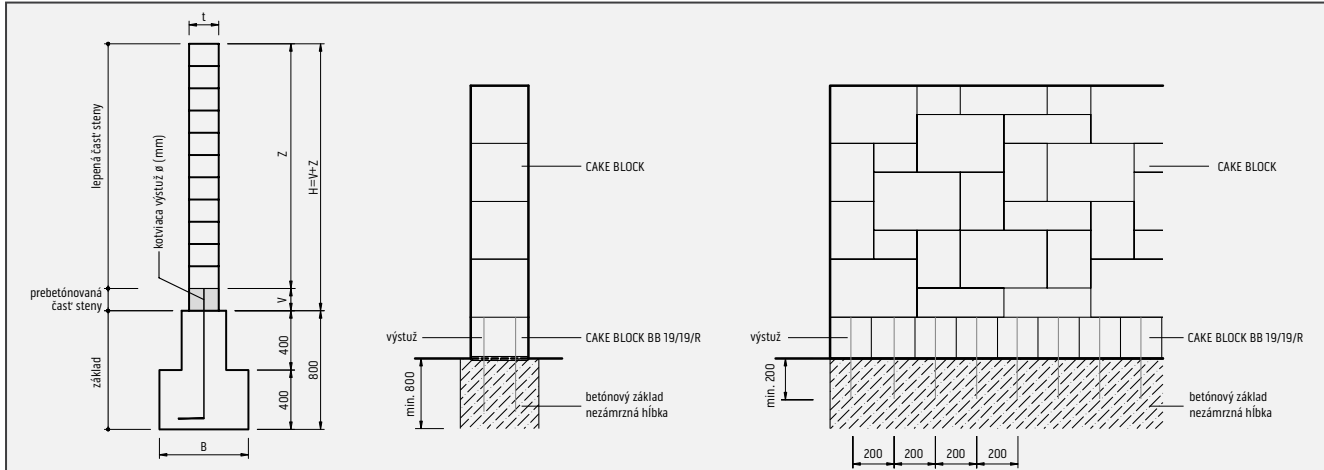 t
lepená časť steny
kotviaca výstuž ø (mm)
Z
H=V+Z
prebetónovaná
časť steny
V
základ
400
400
800
B
CAKE BLOCK
výstuž
CAKE BLOCK BB 19/19/R
min. 800
betónový základ
nezámrzná hĺbka
CAKE BLOCK
výstuž
CAKE BLOCK BB 19/19/R
min. 200
betónový základ
nezámrzná hĺbka
200
200
200
200